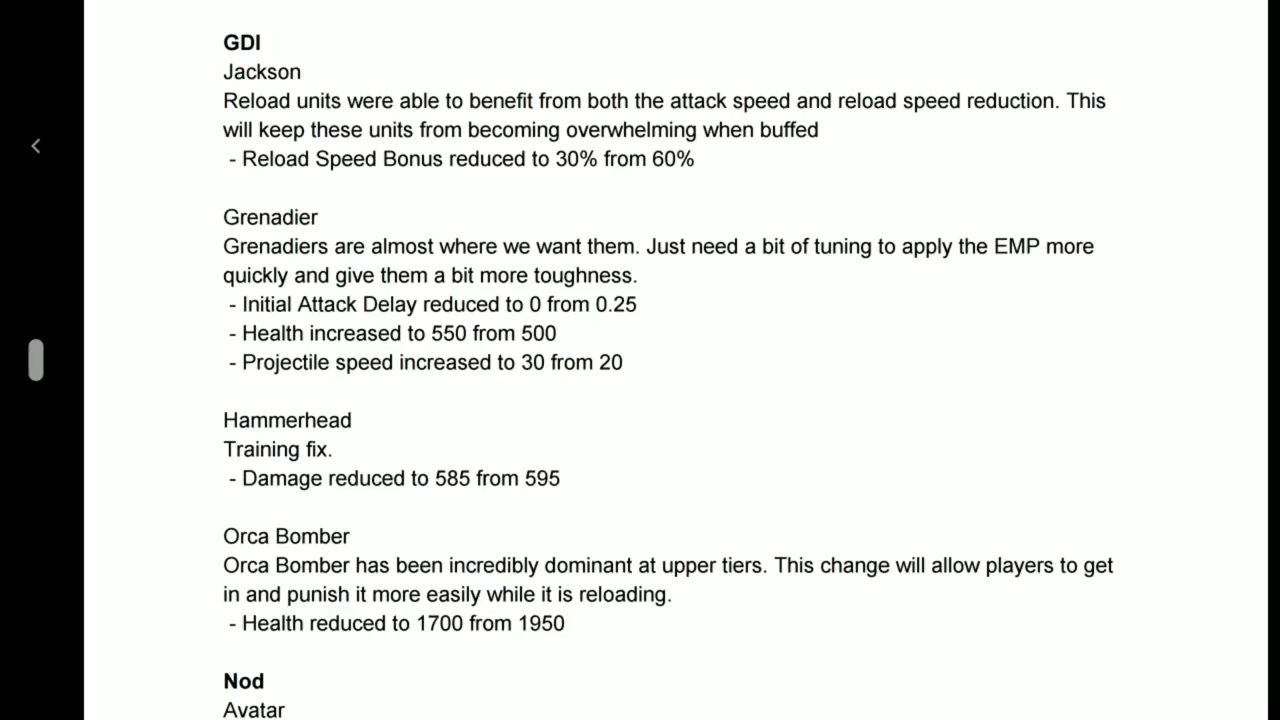 GDI
Jackson
Reload units were able to benefit from both the attack speed and reload speed reduction. This
will keep these units from becoming overwhelming when buffed
- Reload Speed Bonus reduced to 30% from 60%
Grenadier
Grenadiers are almost where we want them. Just need a bit of tuning to apply the EMP more
quickly and give them a bit more toughness.
- Initial Attack Delay reduced to 0 from 0.25
- Health increased to 550 from 500
- Projectile speed increased to 30 from 20
Hammerhead
Training fix.
- Damage reduced to 585 from 595
Orca Bomber
Orca Bomber has been incredibly dominant at upper tiers. This change will allow players to get
in and punish it more easily while it is reloading.
- Health reduced to 1700 from 1950
Nod
Avatar